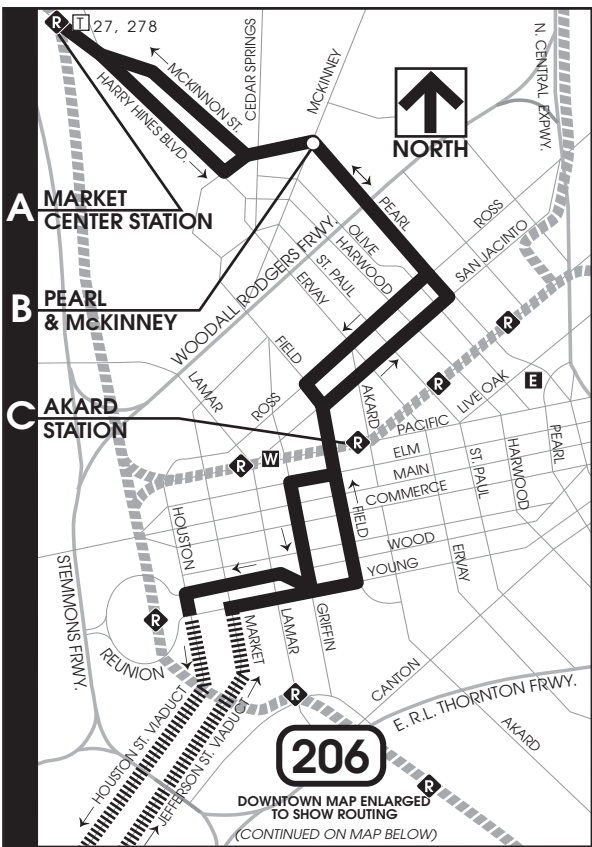 R T 27, 278
N. CENTRAL EXPWY.
CEDAR SPRINGS
McKINNEY
McKINNON ST.
HARRY HINES BLVD.
NORTH
A MARKET
CENTER STATION
PEARL
ROSS
SAN JACINTO
OLIVE
HARWOOD
ST. PAUL
ERVAY
WOODALL RODGERS FRWY.
B PEARL
& McKINNEY
R
FIELD
LAMAR
ROSS
AKARD
R
LIVE OAK
E
C AKARD
STATION
R
PACIFIC
R W
ELM
MAIN
COMMERCE
ST. PAUL
HARWOOD
PEARL
HOUSTON
FIELD
WOOD
YOUNG
ERVAY
STEMMONS FRWY.
R
REUNION
MARKET
LAMAR
GRIFFIN
CANTON
R
E. R.L. THORNTON FRWY.
AKARD
HOUSTON ST. VIADUCT
JEFFERSON ST. VIADUCT
206
R
DOWNTOWN MAP ENLARGED
TO SHOW ROUTING
(CONTINUED ON MAP BELOW)